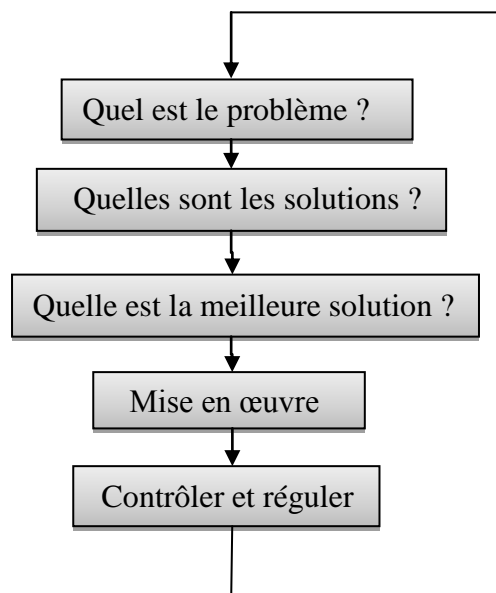 Quel est le problème ?
Quelles sont les solutions ?
Quelle est la meilleure solution ?
Mise en œuvre
Contrôler et réguler